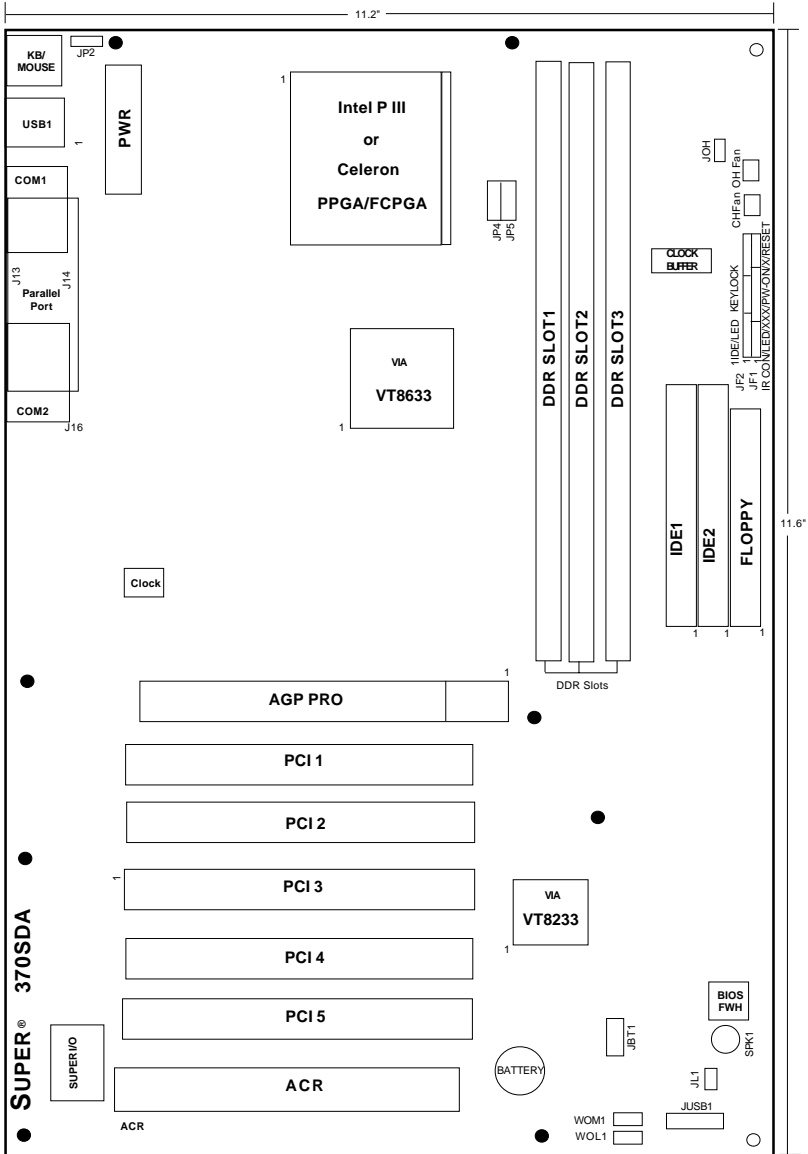 11.2"
KB/
MOUSE
JP2
USB1
1
PWR
1
Intel P III
or
Celeron
PPGA/FCPGA
COM1
J13
J14
Parallel
Port
COM2
J16
JP4
JP5
JOH
OH Fan
CHFan
CLOCK
BUFFER
KEYLOCK
1IDE/LED
IR CON/LED/XXX/PW-ON/X/RESET
JF2
1
JF1
1
VIA
VT8633
1
DDR SLOT1
DDR SLOT2
DDR SLOT3
DDR Slots
IDE1
IDE2
FLOPPY
1
1
1
11.6"
Clock
1
AGP PRO
PCI 1
PCI 2
1
PCI 3
PCI 4
PCI 5
ACR
ACR
VIA
VT8233
1
SUPER® 370SDA
SUPER I/O
BATTERY
JBT1
BIOS
FWH
SPK1
JL1
JUSB1
WOM1
WOL1